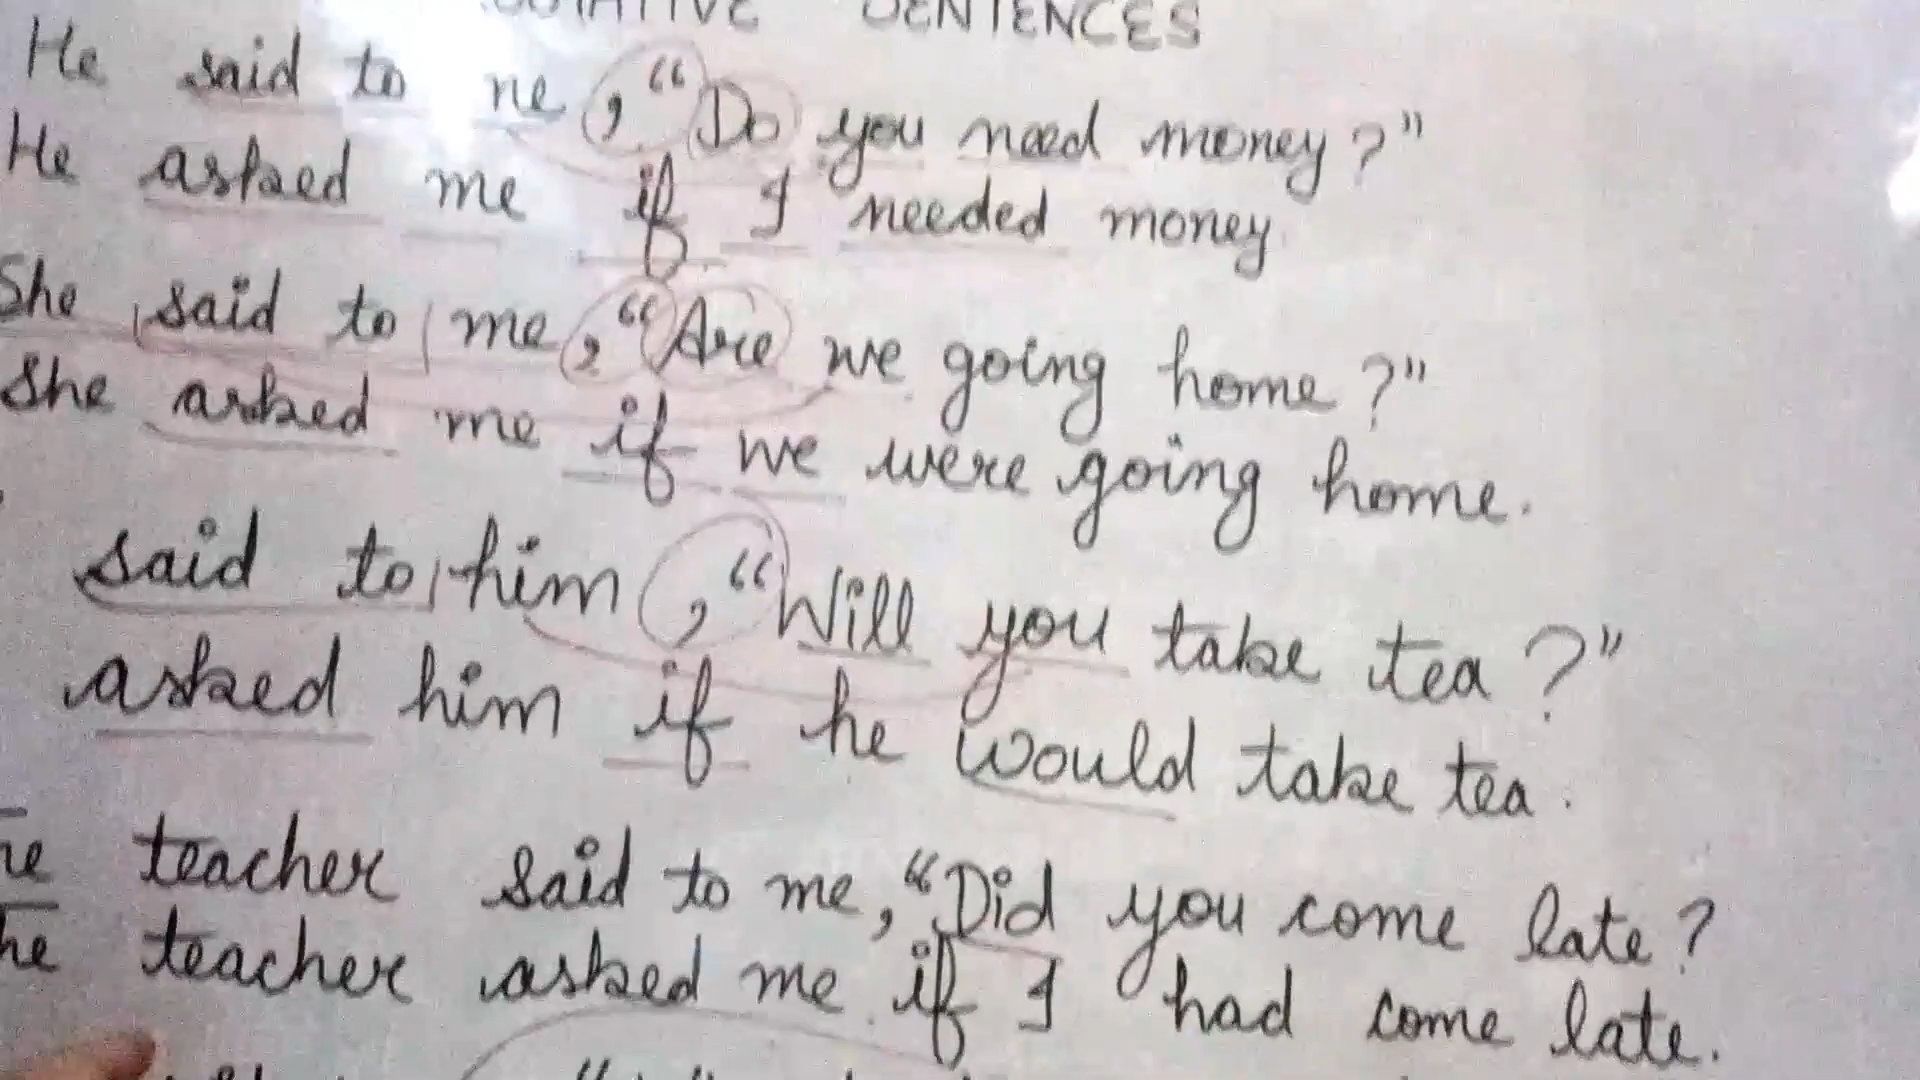 SENTENCES
He said to me, "Do you need money?"
He asked me if I needed money
She said to me, "Are we going home?"
She asked me if we were going home.
said to him, "Will you take tea?"
asked him if he would take tea.
teacher said to me, "Did you come late?
teacher asked me if I had come late.